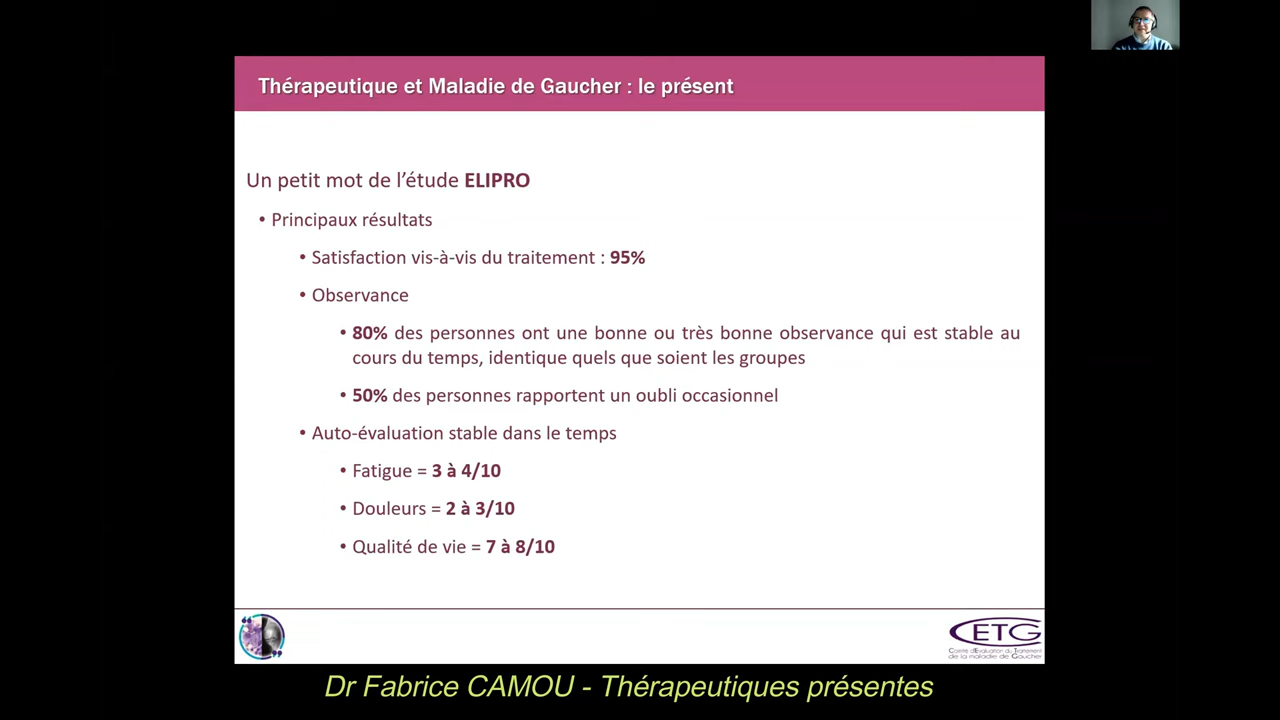 Thérapeutique et Maladie de Gaucher : le présent
Un petit mot de l’étude ELIPRO
• Principaux résultats
• Satisfaction vis-à-vis du traitement : 95%
• Observance
• 80% des personnes ont une bonne ou très bonne observance qui est stable au
cours du temps, identique quels que soient les groupes
• 50% des personnes rapportent un oubli occasionnel
• Auto-évaluation stable dans le temps
• Fatigue = 3 à 4/10
• Douleurs = 2 à 3/10
• Qualité de vie = 7 à 8/10
CETG
Comité d'Evaluation du Traitement
de la maladie de Gaucher
Dr Fabrice CAMOU - Thérapeutiques présentes